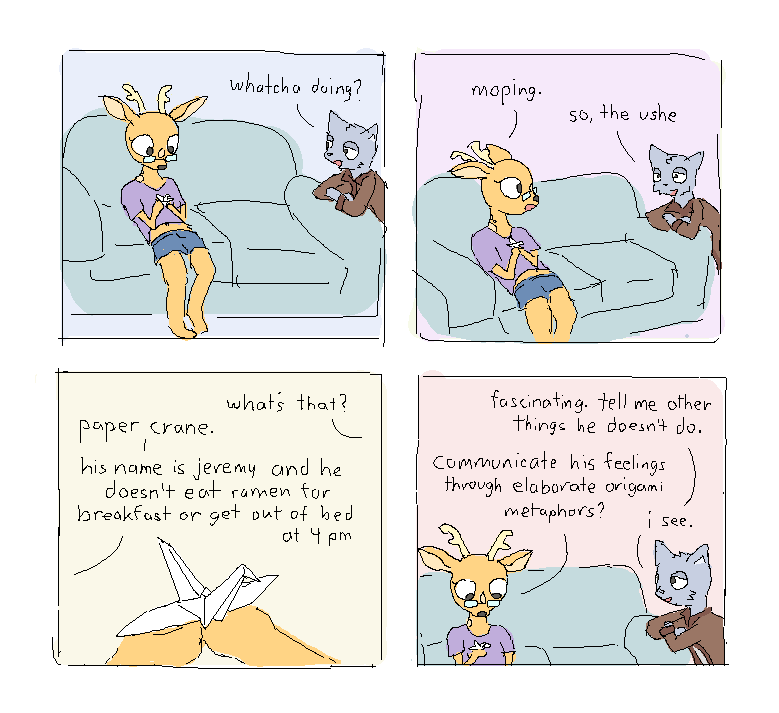 whatcha doing?
moping.
so, the ushe
what's that?
paper crane.
his name is jeremy and he
doesn't eat ramen for
breakfast or get out of bed
at 4 pm
fascinating. tell me other
things he doesn't do.
communicate his feelings
through elaborate origami
metaphors?
i see.